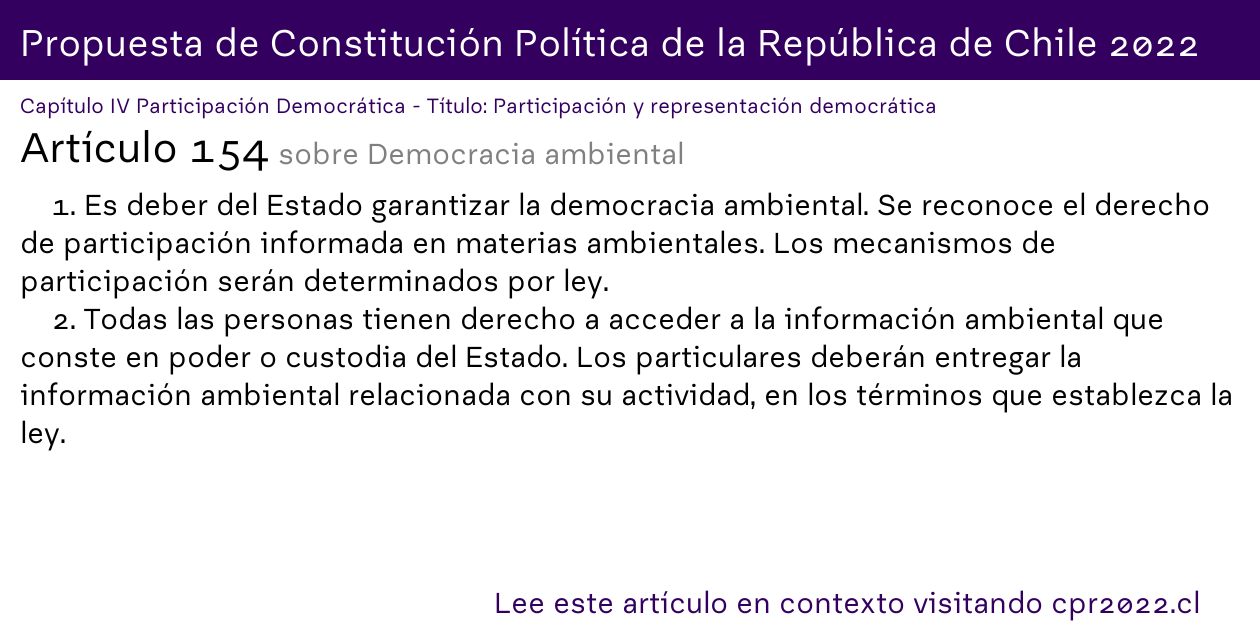 Propuesta de Constitución Política de la República de Chile 2022
Capítulo IV Participación Democrática - Título: Participación y representación democrática
Artículo 154 sobre Democracia ambiental
1. Es deber del Estado garantizar la democracia ambiental. Se reconoce el derecho
de participación informada en materias ambientales. Los mecanismos de
participación serán determinados por ley.
2. Todas las personas tienen derecho a acceder a la información ambiental que
conste en poder o custodia del Estado. Los particulares deberán entregar la
información ambiental relacionada con su actividad, en los términos que establezca la
ley.
Lee este artículo en contexto visitando cpr2022.cl